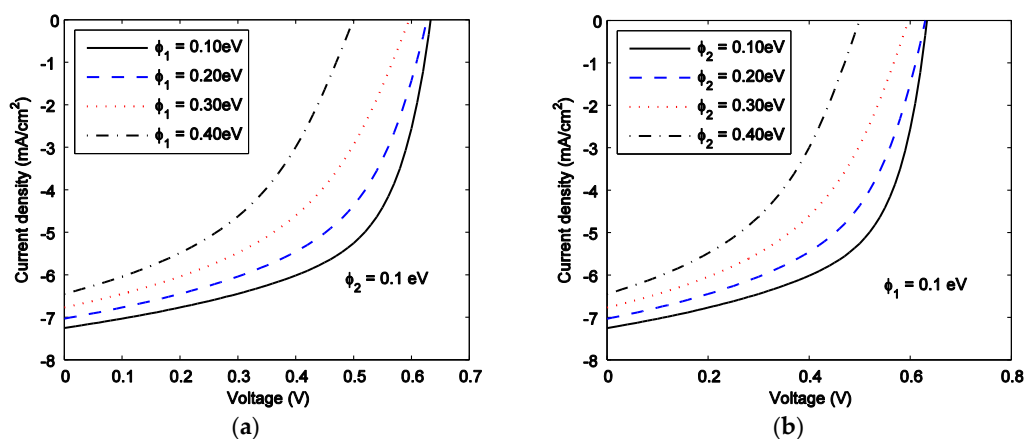 0
-1
-2
-3
-4
-5
-6
-7
-8
Current density (mA/cm²)
ϕ₁ = 0.10eV
ϕ₁ = 0.20eV
ϕ₁ = 0.30eV
ϕ₁ = 0.40eV
ϕ₂ = 0.1 eV
0 0.1 0.2 0.3 0.4 0.5 0.6 0.7
Voltage (V)
(a)
0
-1
-2
-3
-4
-5
-6
-7
-8
Current density (mA/cm²)
ϕ₂ = 0.10eV
ϕ₂ = 0.20eV
ϕ₂ = 0.30eV
ϕ₂ = 0.40eV
ϕ₁ = 0.1 eV
0 0.2 0.4 0.6 0.8
Voltage (V)
(b)